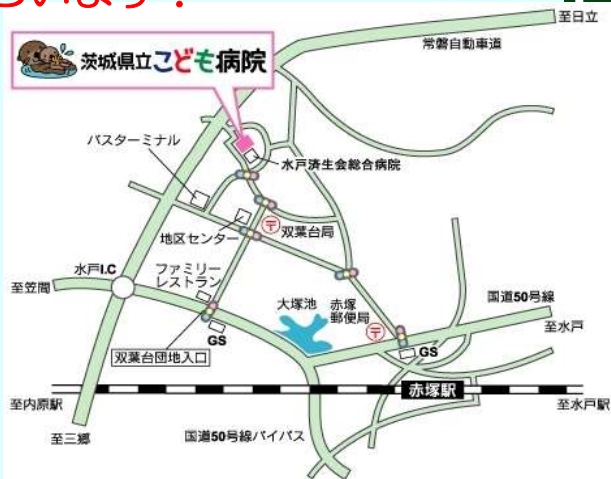 至日立
常磐自動車道
茨城県立こども病院
バスターミナル
水戸済生会総合病院
〒
双葉台局
地区センター
水戸I.C
ファミリー
レストラン
至笠間
大塚池
赤塚
郵便局
〒
国道50号線
至水戸
GS
GS
双葉台団地入口
赤塚駅
至内原駅
至水戸駅
至三郷
国道50号線バイパス